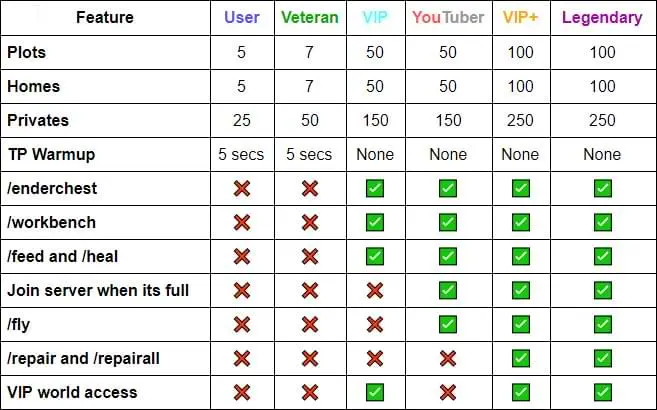 Feature User Veteran VIP YouTuber VIP+ Legendary
Plots 5 7 50 50 100 100
Homes 5 7 50 50 100 100
Privates 25 50 150 150 250 250
TP Warmup 5 secs 5 secs None None None None
/enderchest ❌ ❌ ✅ ✅ ✅ ✅
/workbench ❌ ❌ ✅ ✅ ✅ ✅
/feed and /heal ❌ ❌ ✅ ✅ ✅ ✅
Join server when its full ❌ ❌ ❌ ✅ ✅ ✅
/fly ❌ ❌ ❌ ✅ ✅ ✅
/repair and /repairall ❌ ❌ ❌ ❌ ✅ ✅
VIP world access ❌ ❌ ✅ ❌ ✅ ✅